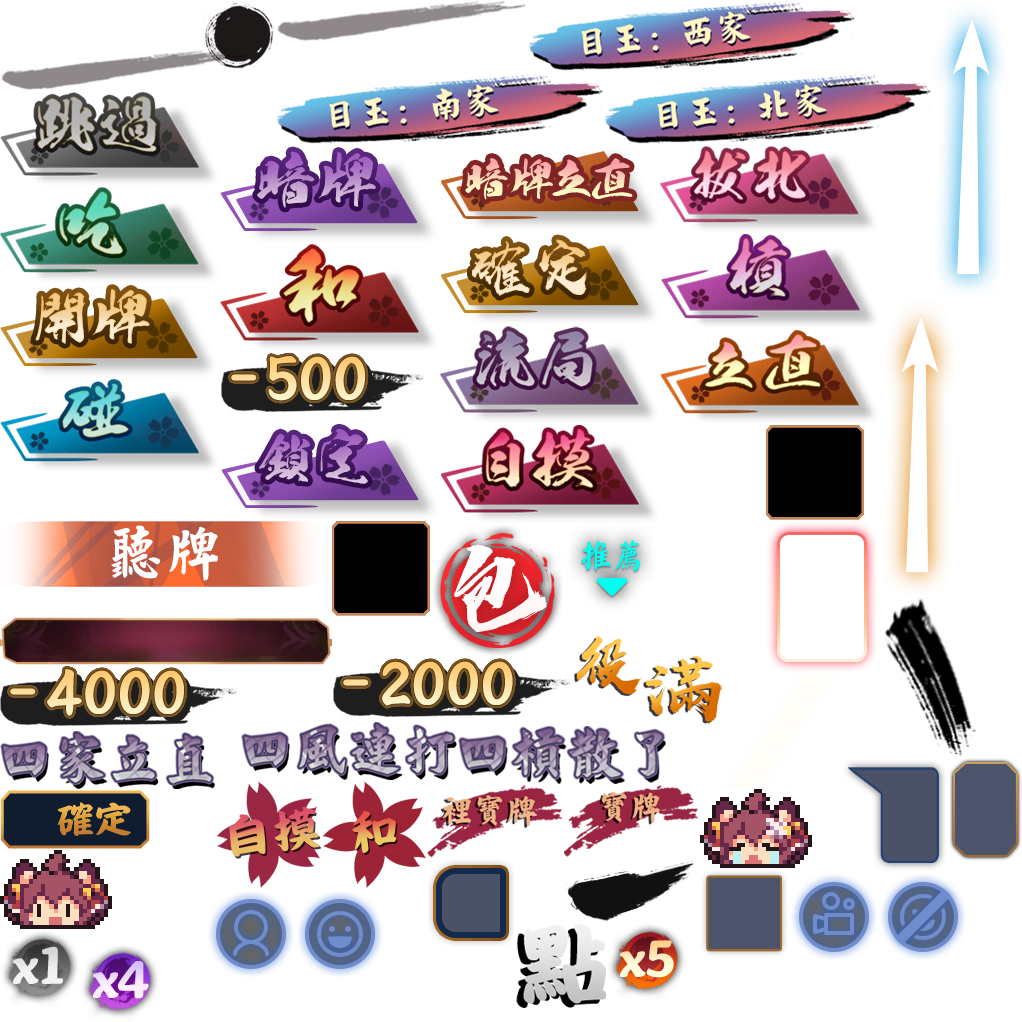 目玉：西家
目玉：南家
目玉：北家
跳過
暗牌
暗牌立直
拔北
吃
和
確定
槓
開牌
-500
流局
立直
碰
鎖定
自摸
聽牌
包
推薦
-4000
-2000
役滿
四家立直
四風連打四槓散了
確定
自摸
和
裡寶牌
寶牌
點
x1
x4
x5